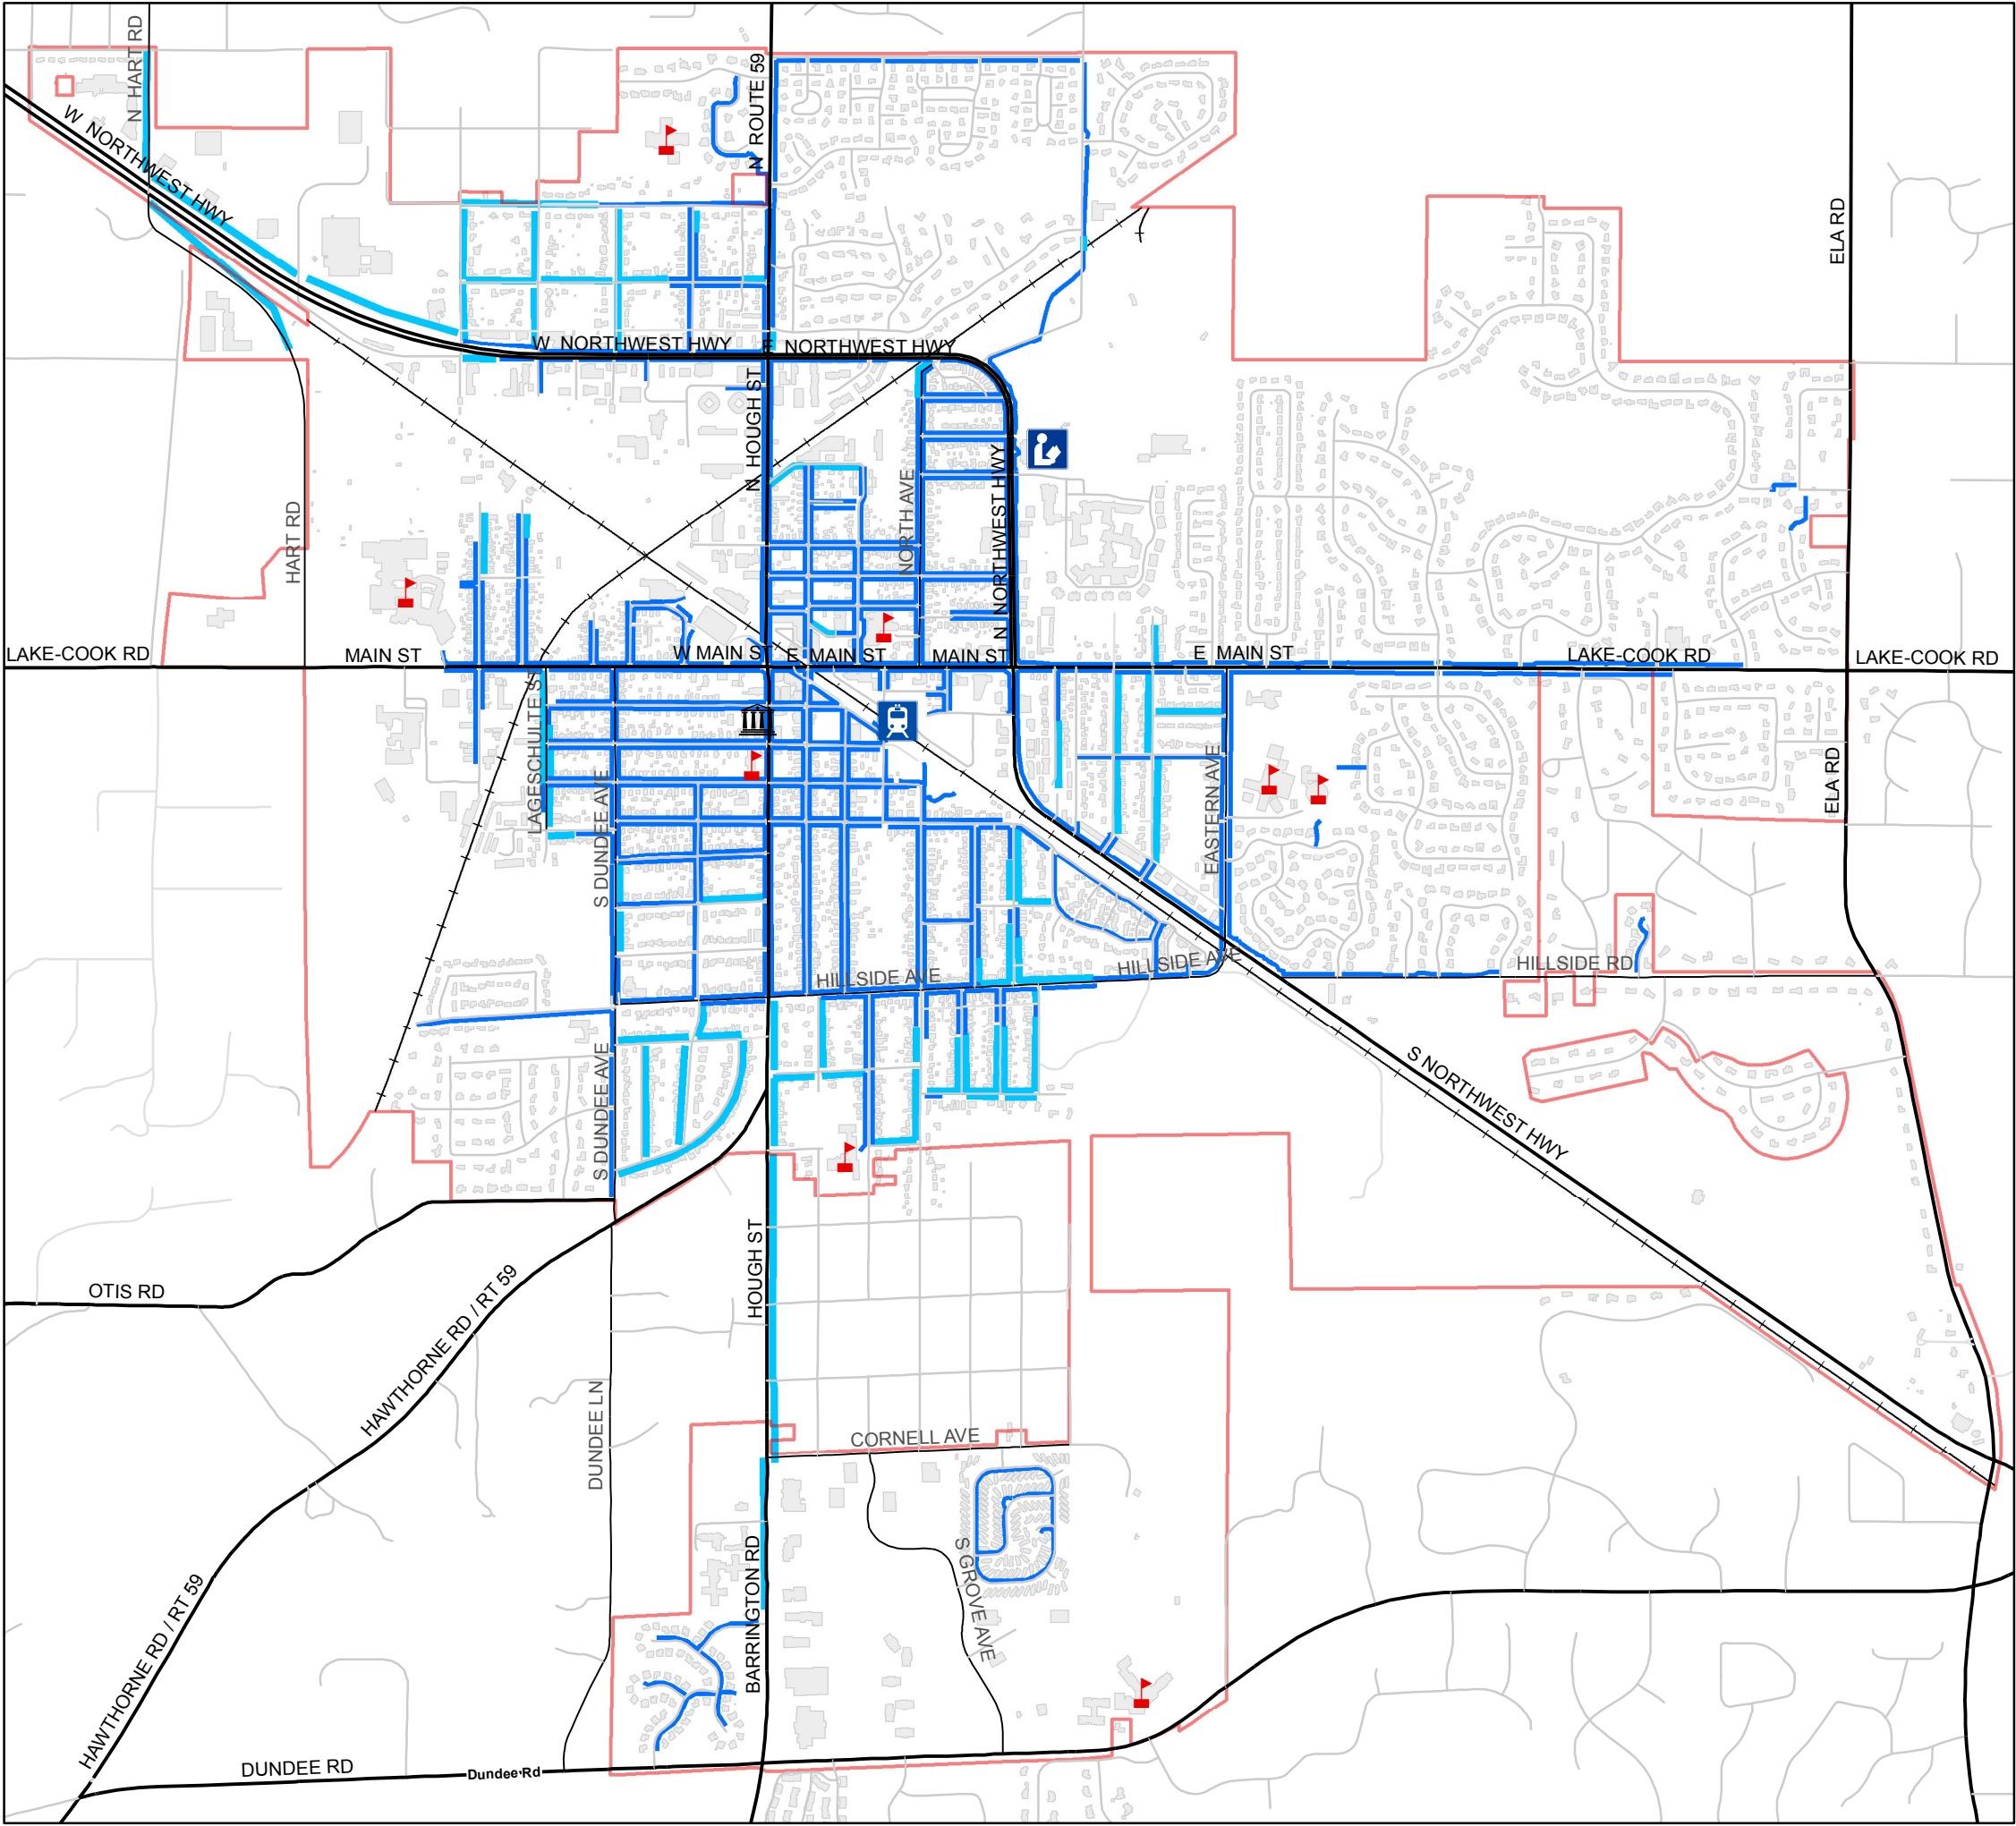 N HART RD
N ROUTE 59
W NORTHWEST HWY
ELA RD
W NORTHWEST HWY
E NORTHWEST HWY
N HOUGH ST
NORTH AVE
N NORTHWEST HWY
HART RD
N
LAKE-COOK RD
MAIN ST
W MAIN ST
E MAIN ST
MAIN ST
E MAIN ST
LAKE-COOK RD
LAKE-COOK RD
LAGESCHULTE ST
S DUNDEE AVE
EASTERN AVE
ELA RD
HILLSIDE AVE
HILLSIDE AVE
HILLSIDE RD
S DUNDEE AVE
S NORTHWEST HWY
OTIS RD
HAWTHORNE RD / RT 59
HOUGH ST
DUNDEE LN
CORNELL AVE
S GROVE AVE
BARRINGTON RD
HAWTHORNE RD / RT 59
DUNDEE RD
Dundee Rd